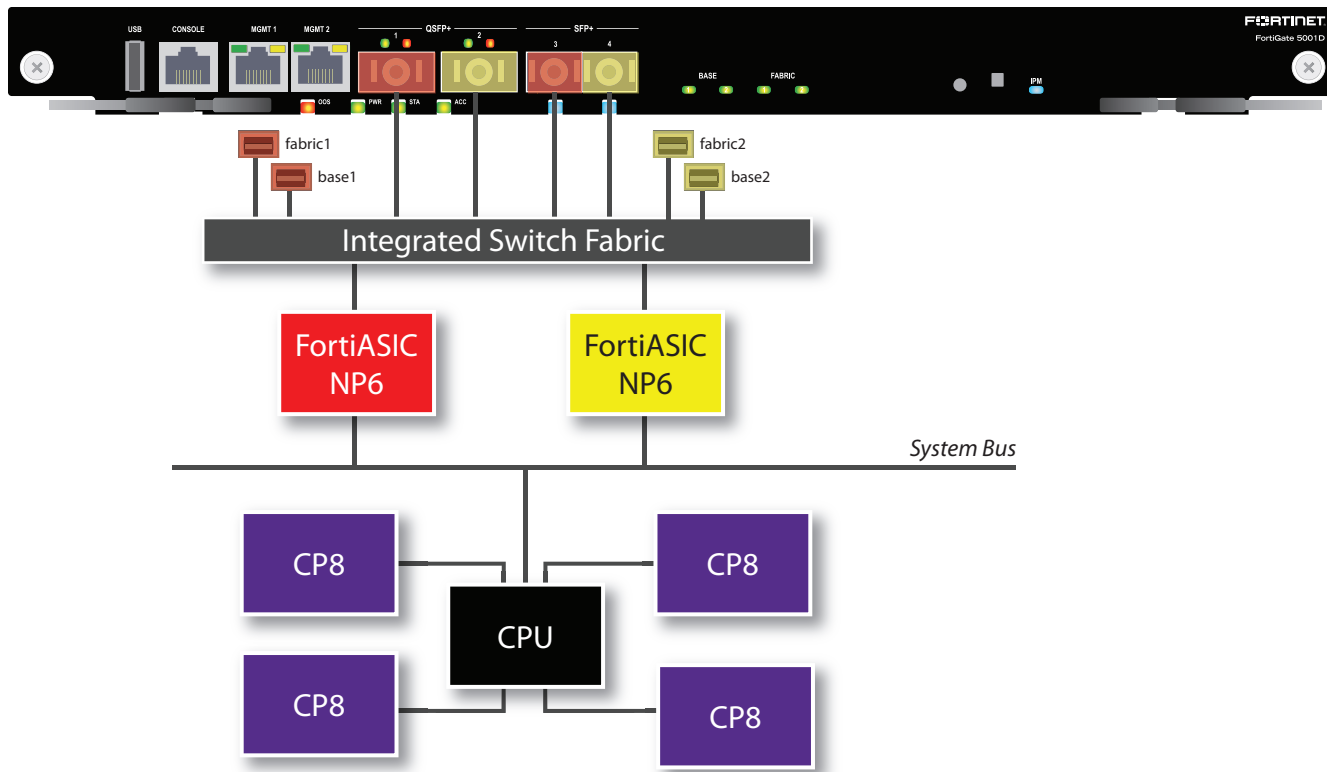 USB
CONSOLE
MGMT 1
MGMT 2
QSFP+
1
2
SFP+
3
4
BASE
FABRIC
IPM
FORTINET
FortiGate 5001D
OOS
PWR
STA
ACC
fabric1
base1
fabric2
base2
Integrated Switch Fabric
FortiASIC
NP6
FortiASIC
NP6
System Bus
CP8
CP8
CPU
CP8
CP8